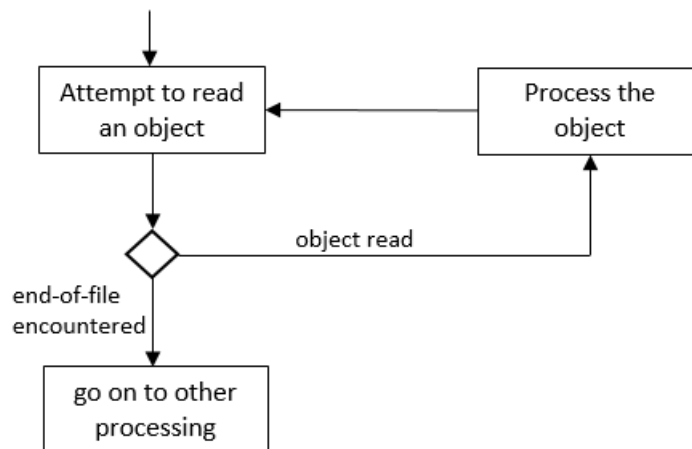 Attempt to read
an object
Process the
object
object read
end-of-file
encountered
go on to other
processing